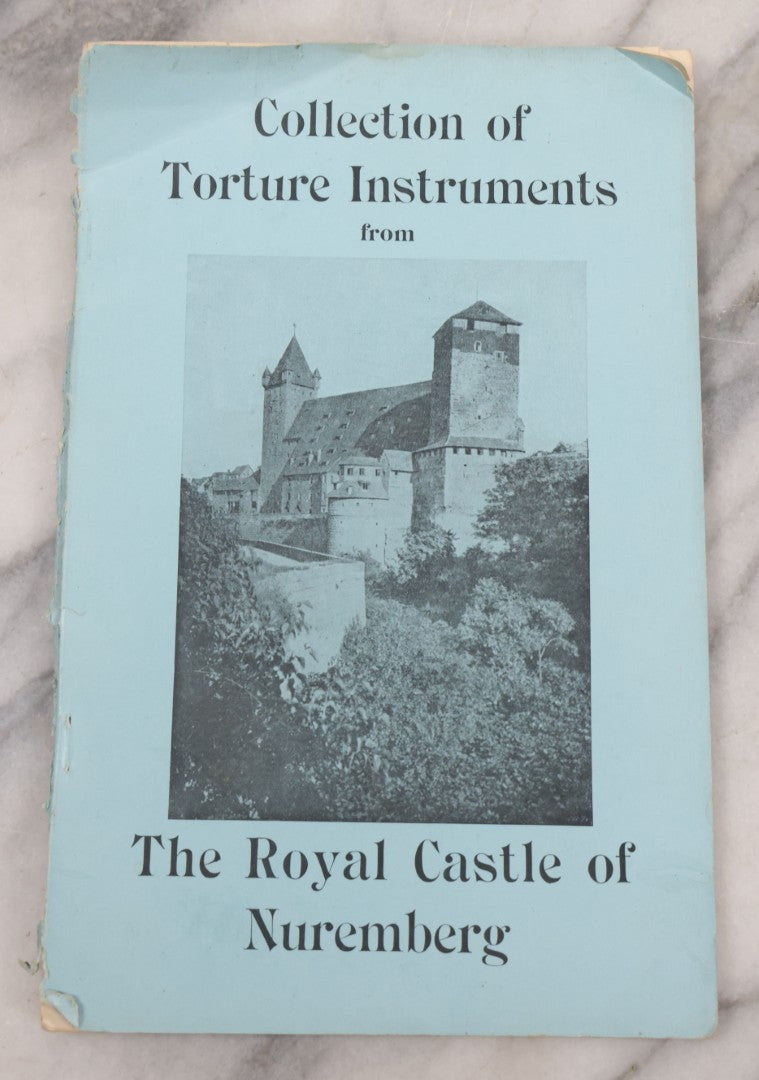 Collection of
Torture Instruments
from
The Royal Castle of
Nuremberg